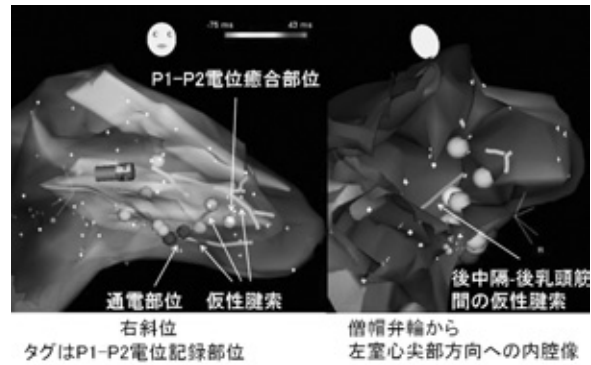 -75 ms
43 ms
P1-P2電位癒合部位
通電部位
仮性腱索
後中隔-後乳頭筋
間の仮性腱索
右斜位
タグはP1-P2電位記録部位
僧帽弁輪から
左室心尖部方向への内腔像